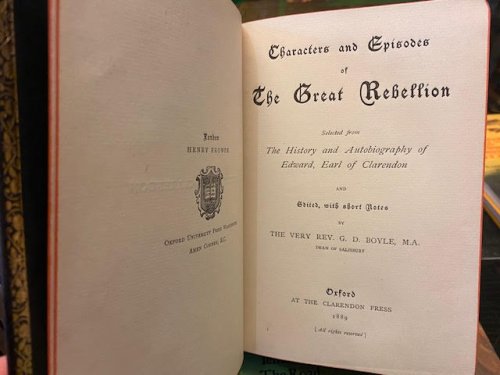 London
HENRY FROWDE
OXFORD UNIVERSITY PRESS WAREHOUSE
AMEN CORNER, E.C.
Characters and Episodes
of
The Great Rebellion
Selected from
The History and Autobiography of
Edward, Earl of Clarendon
AND
Edited, with short Notes
BY
THE VERY REV. G. D. BOYLE, M.A.
DEAN OF SALISBURY
Oxford
AT THE CLARENDON PRESS
1889
[All rights reserved]